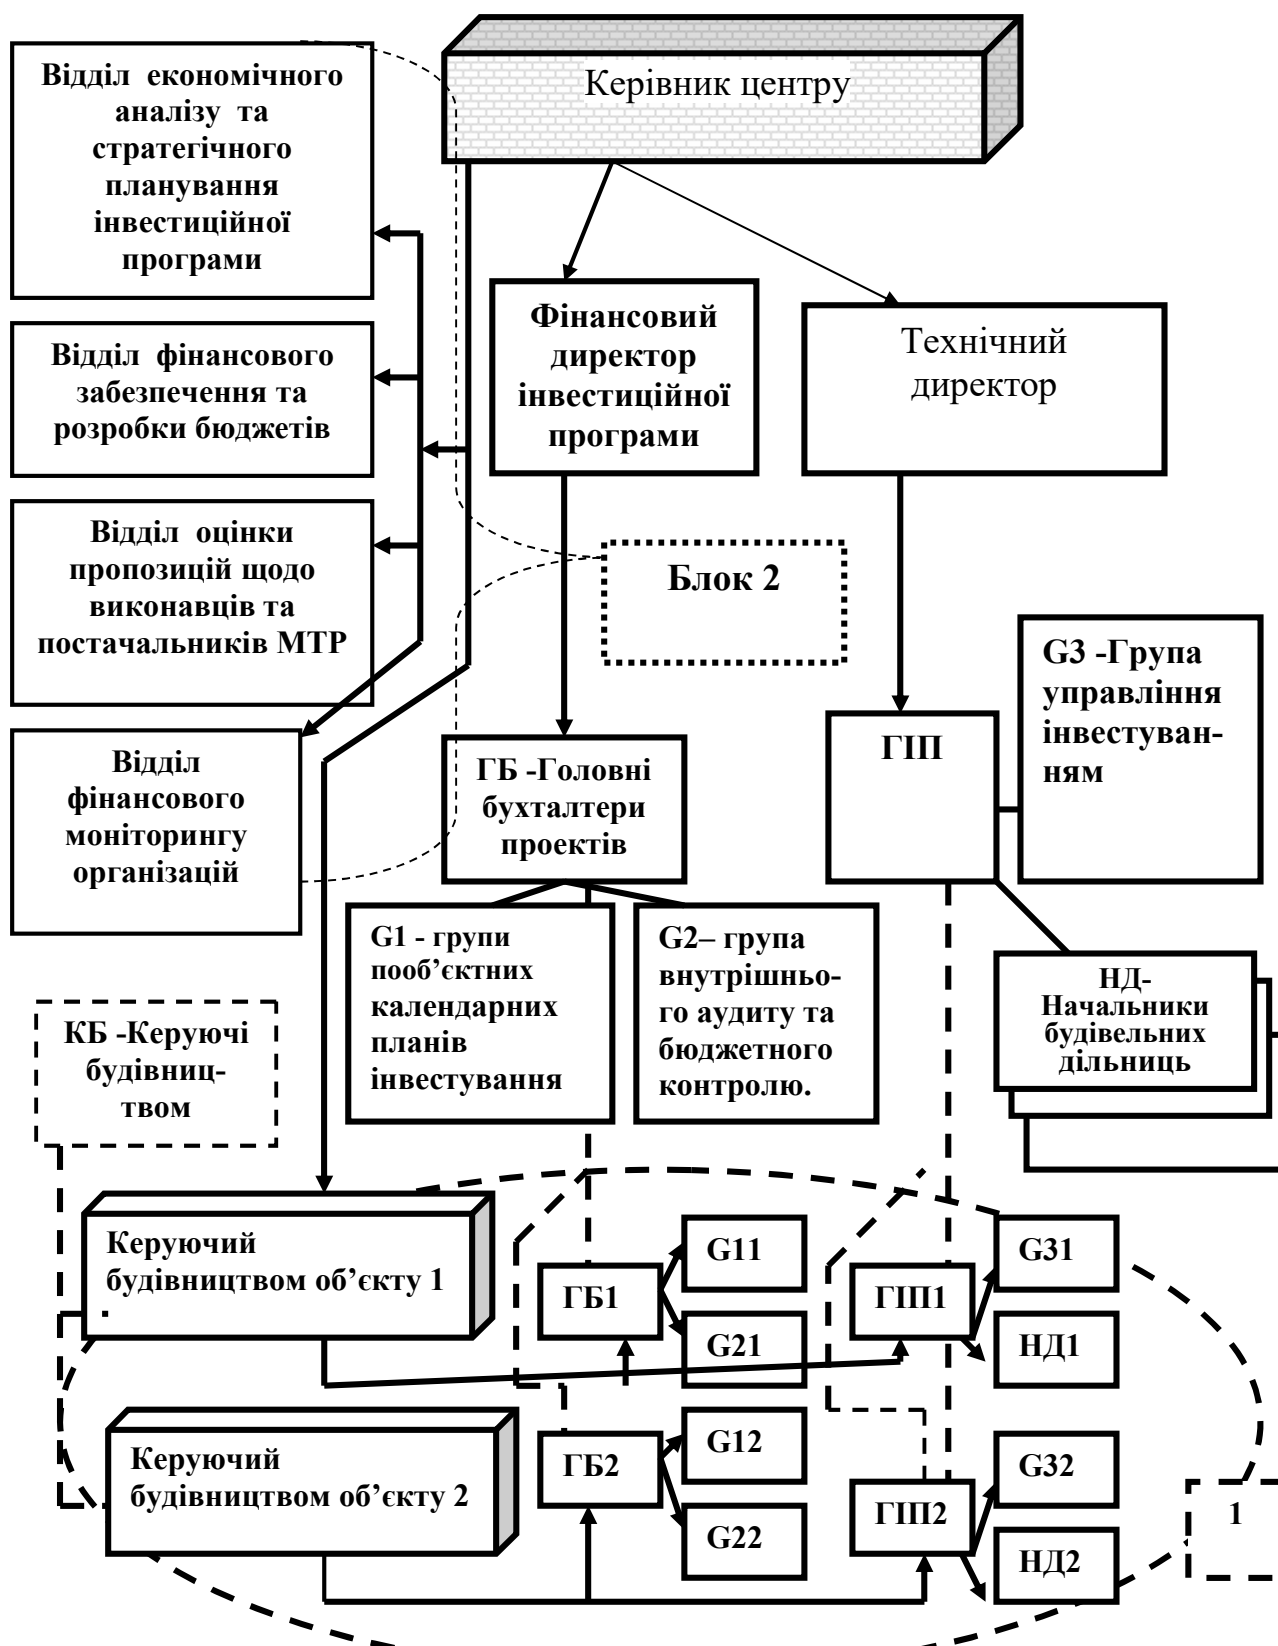 Керівник центру
Відділ економічного
аналізу та
стратегічного
планування
інвестиційної
програми
Фінансовий
директор
інвестиційної
програми
Технічний
директор
Відділ фінансового
забезпечення та
розробки бюджетів
Відділ оцінки
пропозицій щодо
виконавців та
постачальників МТР
Блок 2
G3 -Група
управління
інвестуван-
ням
Відділ
фінансового
моніторингу
організацій
ГБ -Головні
бухталтери
проектів
ГІП
G1 - групи
пооб’єктних
календарних
планів
інвестування
G2– група
внутрішньо-
го аудиту та
бюджетного
контролю.
НД-
Начальники
будівельних
дільниць
КБ -Керуючі
будівниц-
твом
Керуючий
будівництвом об’єкту 1
.
ГБ1
G11
G21
ГІП1
G31
НД1
Керуючий
будівництвом об’єкту 2
ГБ2
G12
G22
ГІП2
G32
НД2
1